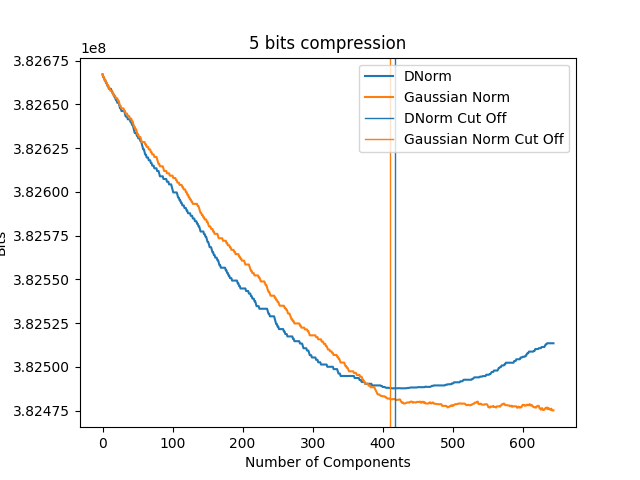 5 bits compression
1e8
3.82675
3.82650
3.82625
3.82600
3.82575
3.82550
3.82525
3.82500
3.82475
DNorm
Gaussian Norm
DNorm Cut Off
Gaussian Norm Cut Off
0 100 200 300 400 500 600
Number of Components